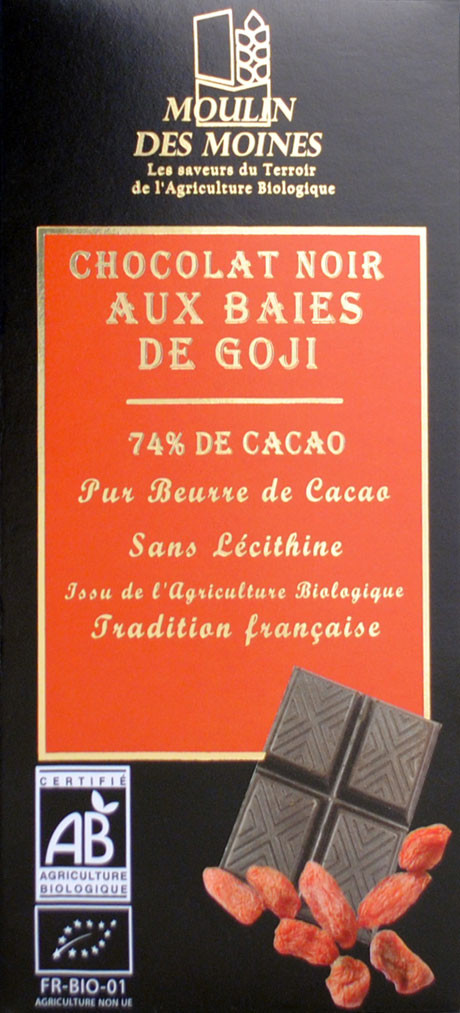 MOULIN
DES MOINES
Les saveurs du Terroir
de l'Agriculture Biologique
CHOCOLAT NOIR
AUX BAIES
DE GOJI
74% DE CACAO
Pur Beurre de Cacao
Sans Lécithine
Issu de l'Agriculture Biologique
Tradition française
CERTIFIÉ
AB
AGRICULTURE
BIOLOGIQUE
FR-BIO-01
AGRICULTURE NON UE